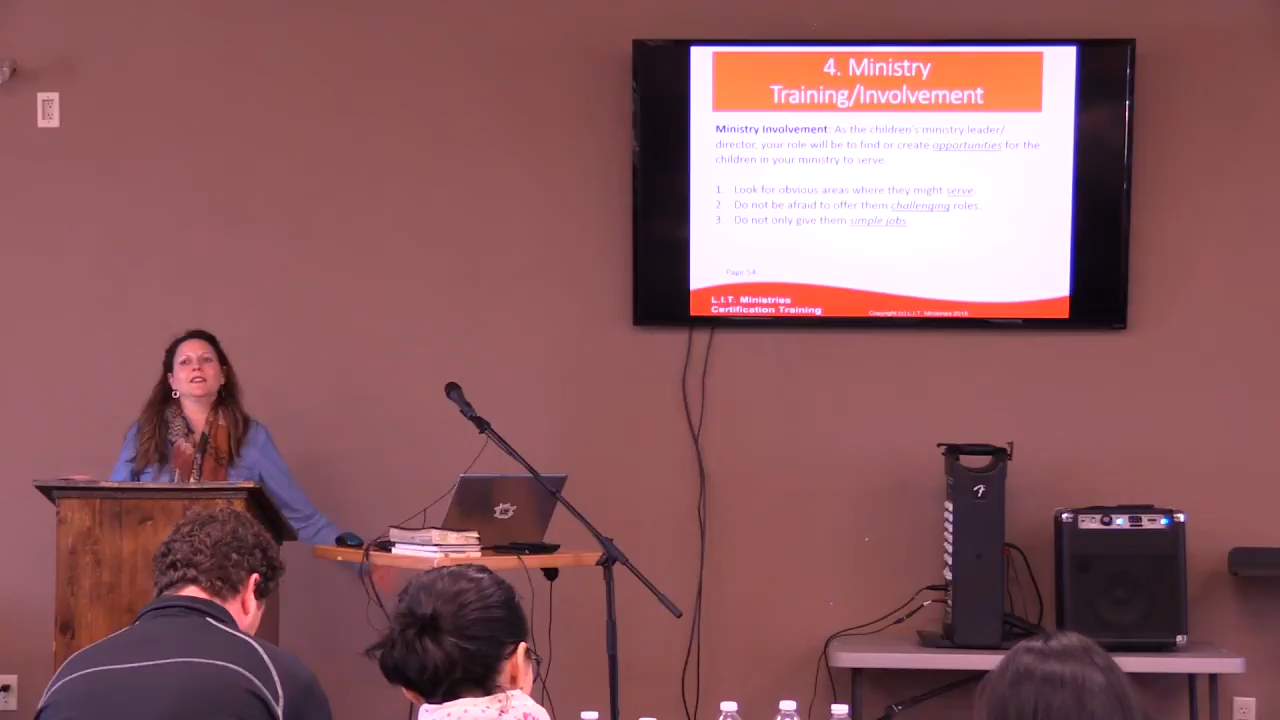 4. Ministry
Training/Involvement
Ministry Involvement: As the children's ministry leader/
director, your role will be to find or create opportunities for the
children in your ministry to serve.
1. Look for obvious areas where they might serve
2. Do not be afraid to offer them challenging roles.
3. Do not only give them simple jobs
Page 54
L.I.T. Ministries
Certification Training
Copyright (c) L.I.T. Ministries